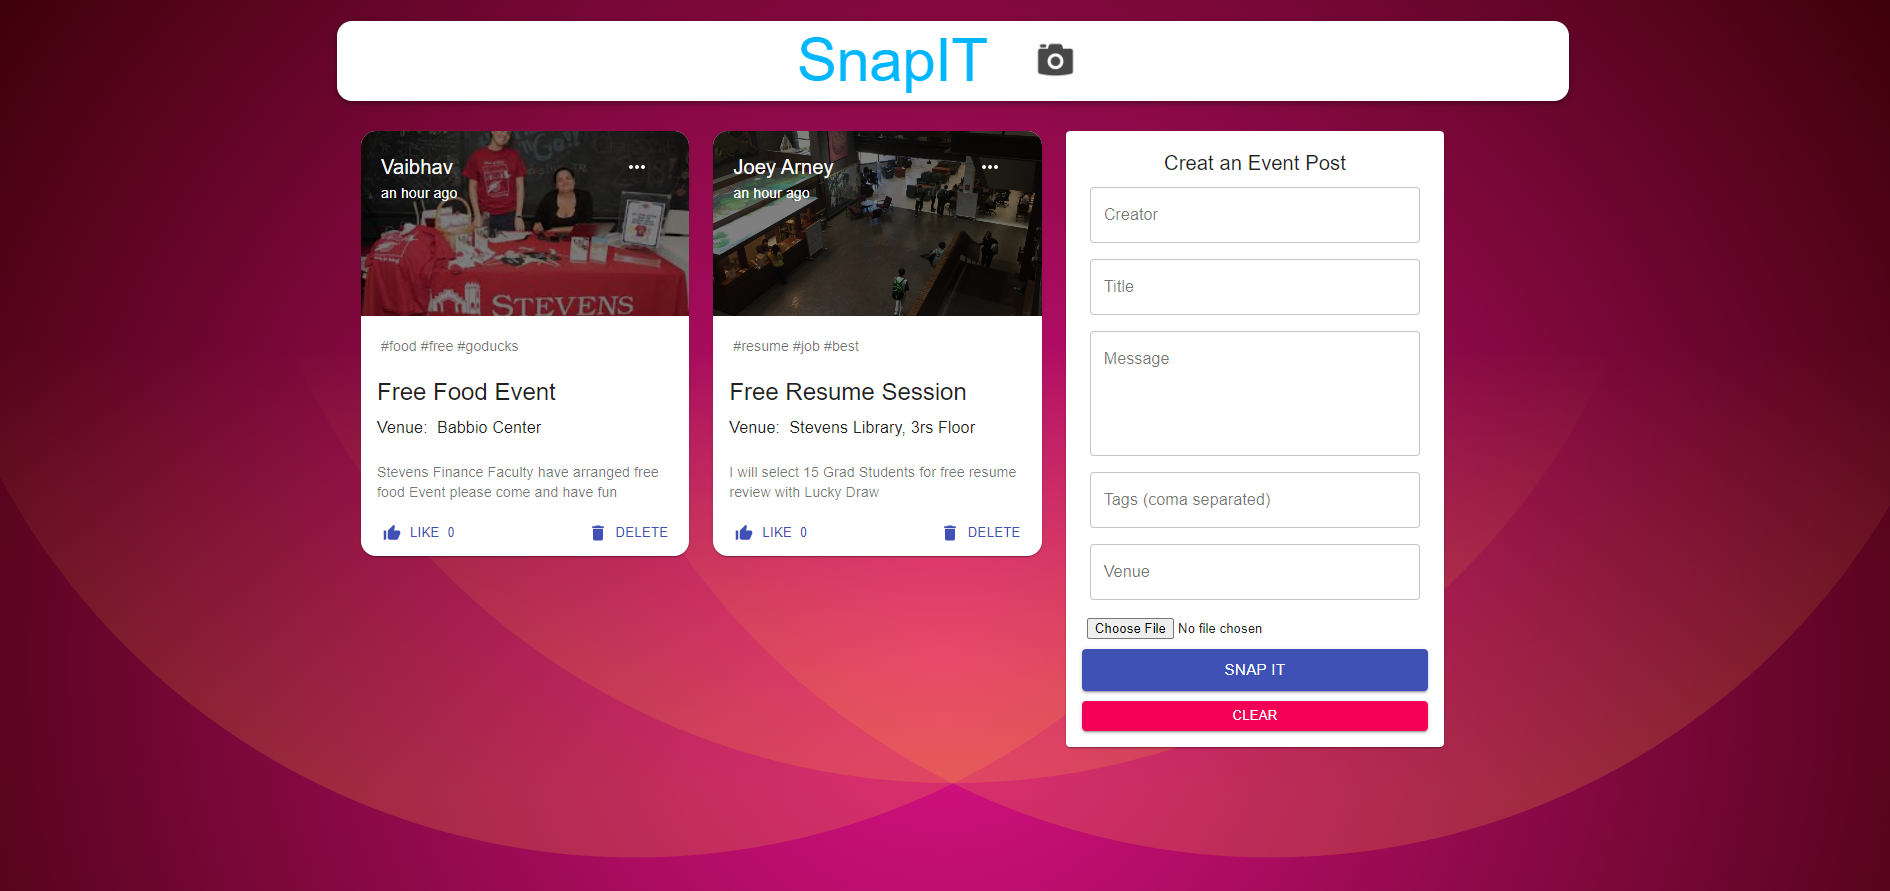 SnapIT
Vaibhav
an hour ago
STEVENS
#food #free #goducks
Free Food Event
Venue: Babbio Center
Stevens Finance Faculty have arranged free
food Event please come and have fun
LIKE 0
DELETE
Joey Arney
an hour ago
#resume #job #best
Free Resume Session
Venue: Stevens Library, 3rs Floor
I will select 15 Grad Students for free resume
review with Lucky Draw
LIKE 0
DELETE
Creat an Event Post
Creator
Title
Message
Tags (coma separated)
Venue
Choose File No file chosen
SNAP IT
CLEAR